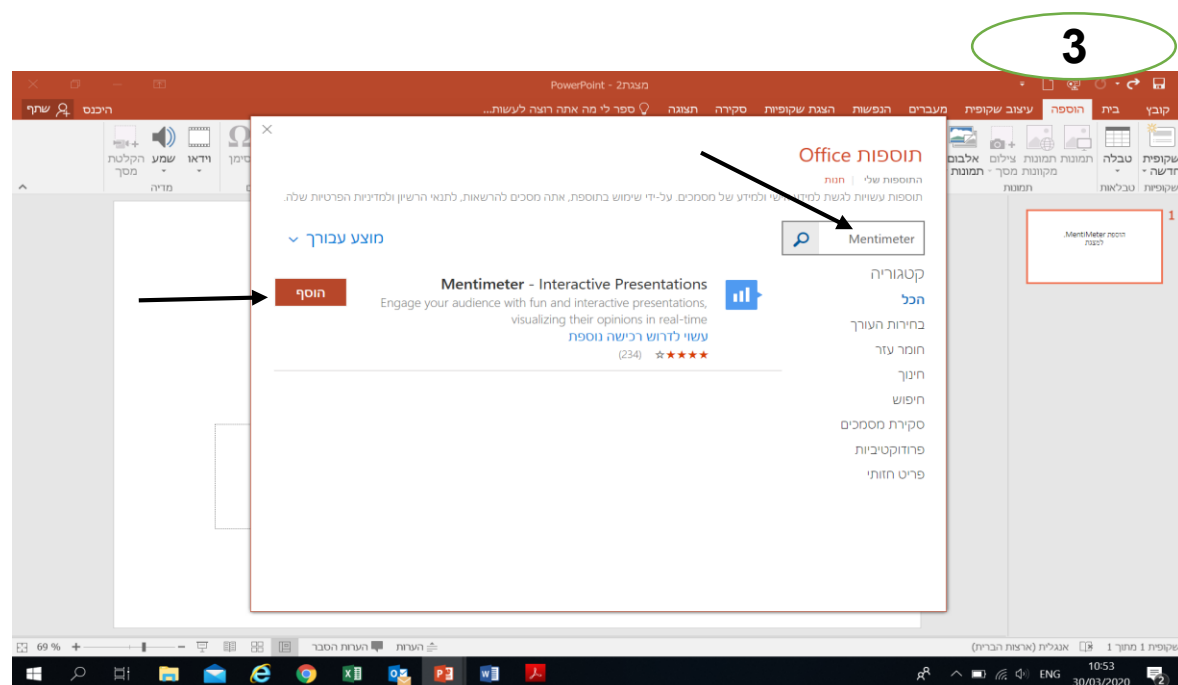 3
מצגת2 - PowerPoint
קובץ
בית
הוספה
עיצוב שקופית
מעברים
הנפשות
הצגת שקופיות
סקירה
תצוגה
ספר לי מה אתה רוצה לעשות...
היכנס
שתף
שקופית
חדשה
שקופיות
טבלה
טבלאות
תמונות
תמונות
מקוונות
צילום
מסך
אלבום
תמונות
תמונות
סימן
וידאו
שמע
הקלטת
מסך
מדיה
תוספות Office
התוספות שלי | חנות
תוספות עשויות לגשת למידע אישי ולמידע של מסמכים. על-ידי שימוש בתוספת, אתה מסכים להרשאות, לתנאי הרשיון ולמדיניות הפרטיות שלה.
Mentimeter
מוצע עבורך
קטגוריה
הכל
בחירות העורך
חומר עזר
חינוך
חיפוש
סקירת מסמכים
פרודוקטיביות
פריט חזותי
Mentimeter - Interactive Presentations
Engage your audience with fun and interactive presentations,
visualizing their opinions in real-time
עשוי לדרוש רכישה נוספת
(234)
הוסף
1
הוספת MentiMeter.
למצגת
שקופית 1 מתוך 1
אנגלית (ארצות הברית)
הערות
הערות הסבר
69 %
ENG
10:53
30/03/2020
2